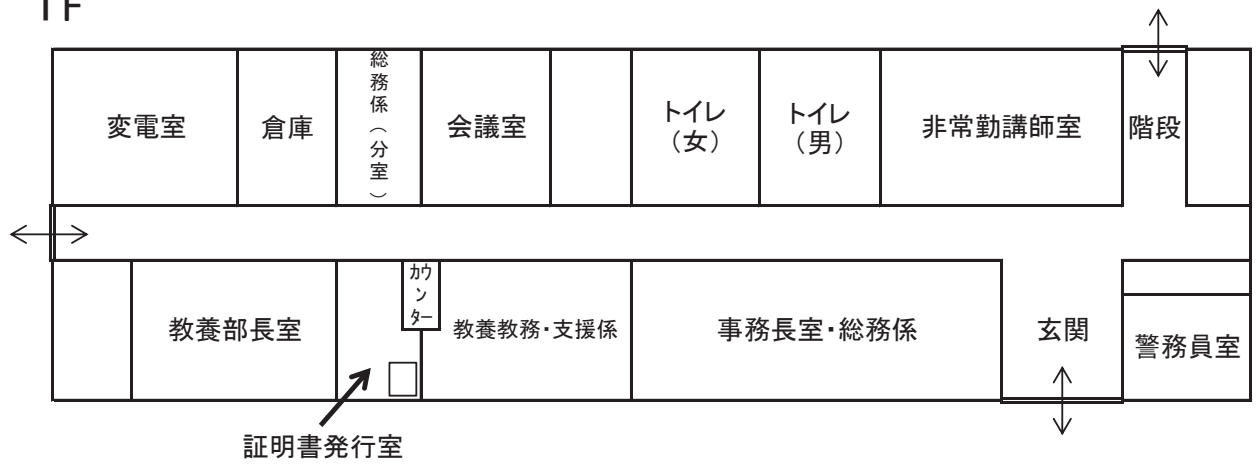 1F
変電室
倉庫
総務係（分室）
会議室
トイレ
（女）
トイレ
（男）
非常勤講師室
階段
教養部長室
カウンター
教養教務・支援係
事務長室・総務係
玄関
警務員室
証明書発行室